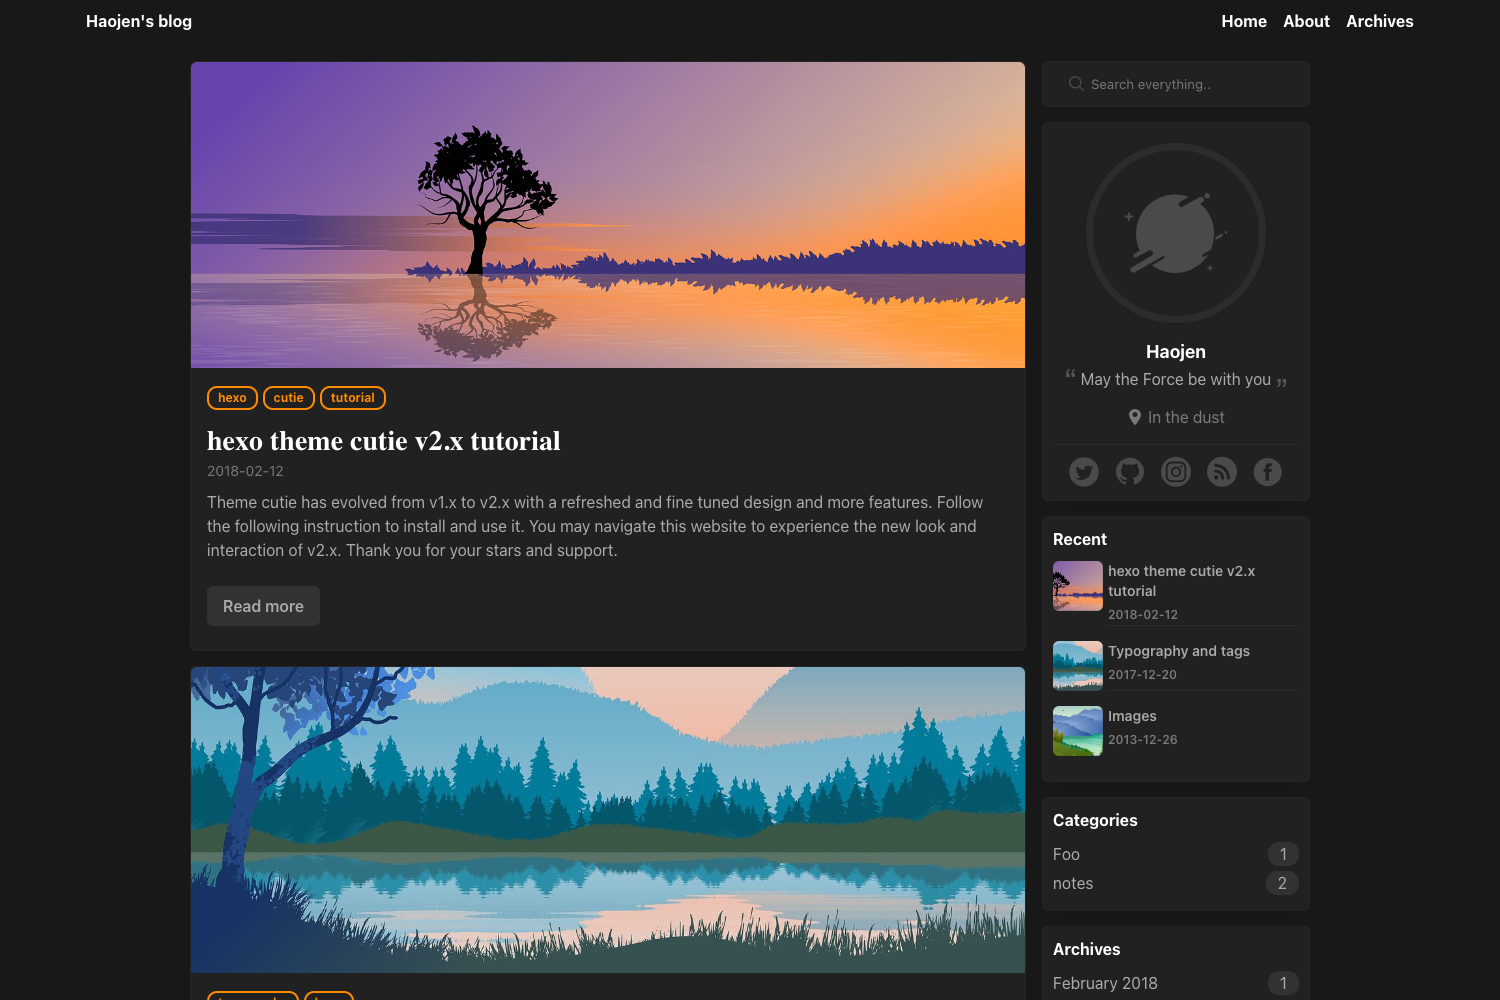 Haojen's blog
Home About Archives
hexo cutie tutorial
hexo theme cutie v2.x tutorial
2018-02-12
Theme cutie has evolved from v1.x to v2.x with a refreshed and fine tuned design and more features. Follow
the following instruction to install and use it. You may navigate this website to experience the new look and
interaction of v2.x. Thank you for your stars and support.
Read more
Search everything..
Haojen
“ May the Force be with you ”
In the dust
Recent
hexo theme cutie v2.x
tutorial
2018-02-12
Typography and tags
2017-12-20
Images
2013-12-26
Categories
Foo 1
notes 2
Archives
February 2018 1